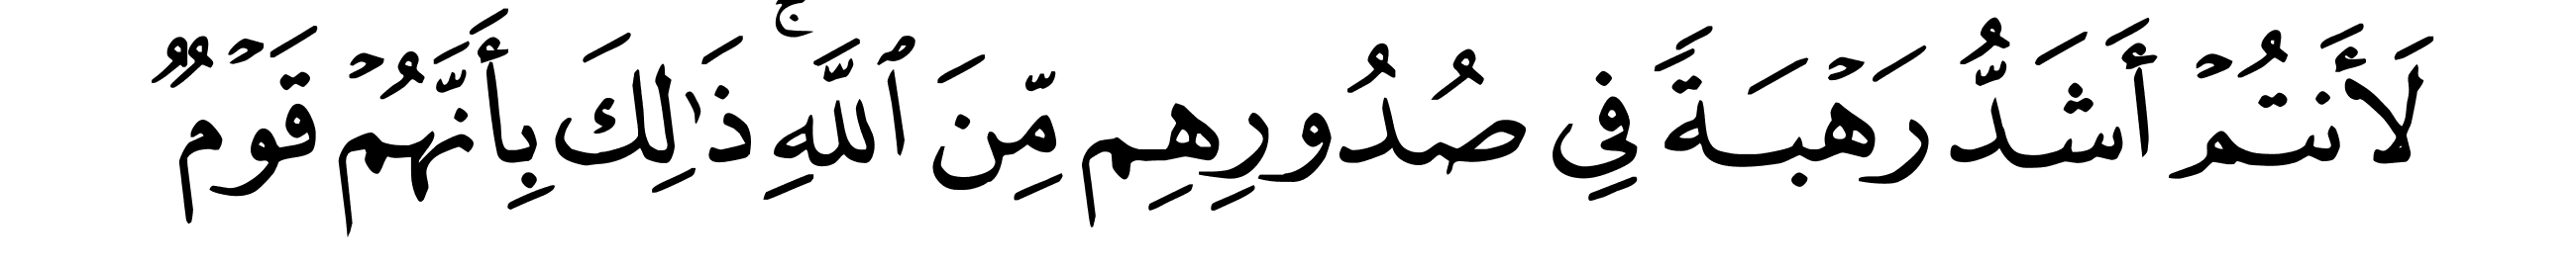 لَأَنتُمْ أَشَدُّ رَهْبَةً فِى صُدُورِهِم مِّنَ ٱللَّهِ ۚ ذَٰلِكَ بِأَنَّهُمْ قَوْمٌ